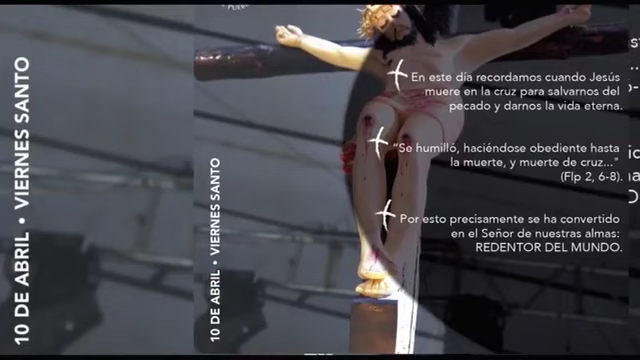 10 DE ABRIL • VIERNES SANTO
10 DE ABRIL • VIERNES SANTO
En este día recordamos cuando Jesús
muere en la cruz para salvarnos del
pecado y darnos la vida eterna.
"Se humilló, haciéndose obediente hasta
la muerte, y muerte de cruz..."
(Flp 2, 6-8).
Por esto precisamente se ha convertido
en el Señor de nuestras almas:
REDENTOR DEL MUNDO.